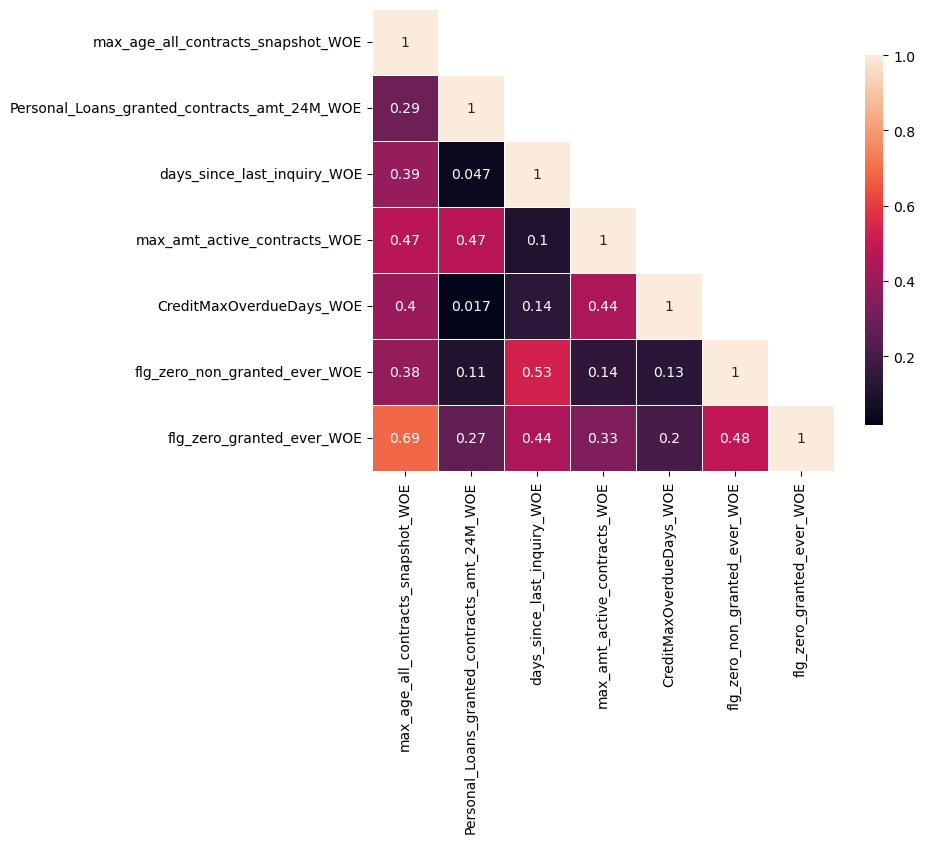 max_age_all_contracts_snapshot_WOE 1
Personal_Loans_granted_contracts_amt_24M_WOE 0.29 1
days_since_last_inquiry_WOE 0.39 0.047 1
max_amt_active_contracts_WOE 0.47 0.47 0.1 1
CreditMaxOverdueDays_WOE 0.4 0.017 0.14 0.44 1
flg_zero_non_granted_ever_WOE 0.38 0.11 0.53 0.14 0.13 1
flg_zero_granted_ever_WOE 0.69 0.27 0.44 0.33 0.2 0.48 1
max_age_all_contracts_snapshot_WOE
Personal_Loans_granted_contracts_amt_24M_WOE
days_since_last_inquiry_WOE
max_amt_active_contracts_WOE
CreditMaxOverdueDays_WOE
flg_zero_non_granted_ever_WOE
flg_zero_granted_ever_WOE
1.0
0.8
0.6
0.4
0.2